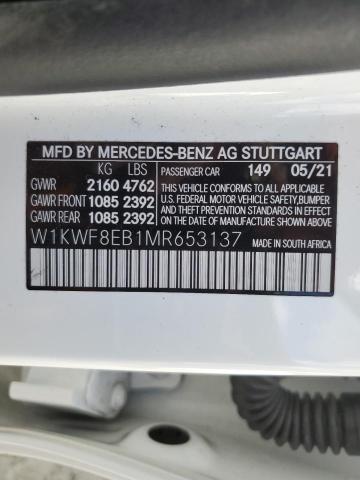 MFD BY MERCEDES-BENZ AG STUTTGART
KG LBS PASSENGER CAR 149 05/21
GVWR 2160 4762
GAWR FRONT 1085 2392
GAWR REAR 1085 2392
THIS VEHICLE CONFORMS TO ALL APPLICABLE
U.S. FEDERAL MOTOR VEHICLE SAFETY, BUMPER
AND THEFT PREVENTION STANDARDS IN EFFECT
ON THE DATE OF MANUFACTURE SHOWN ABOVE.
W1KWF8EB1MR653137 MADE IN SOUTH AFRICA